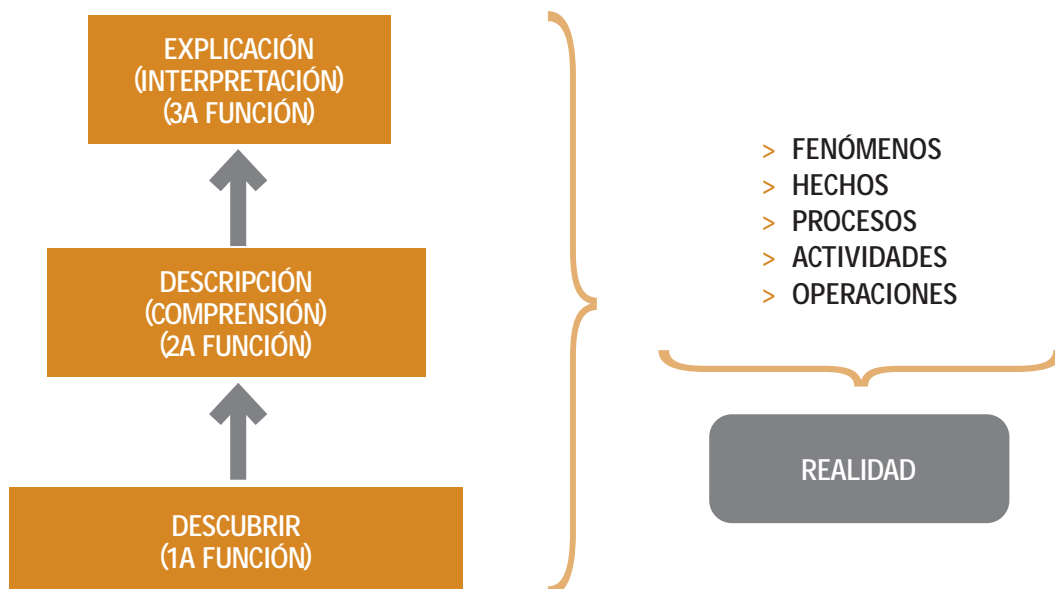 EXPLICACIÓN
(INTERPRETACIÓN)
(3A FUNCIÓN)
DESCRIPCIÓN
(COMPRENSIÓN)
(2A FUNCIÓN)
DESCUBRIR
(1A FUNCIÓN)
> FENÓMENOS
> HECHOS
> PROCESOS
> ACTIVIDADES
> OPERACIONES
REALIDAD